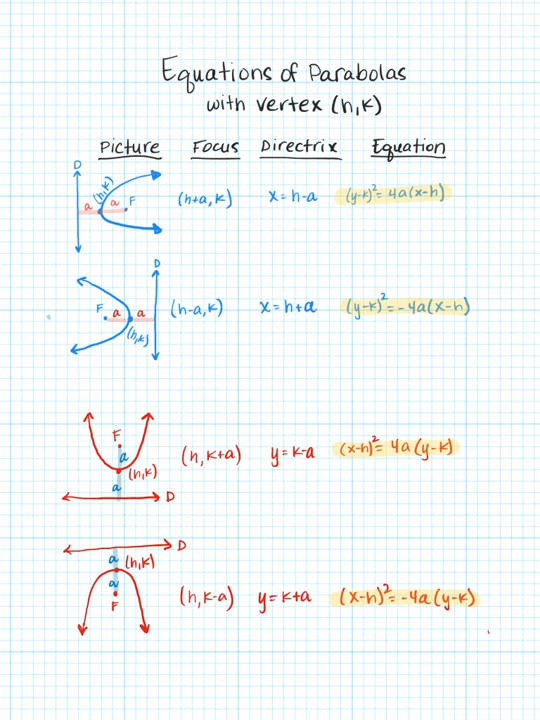 Equations of Parabolas
with vertex (h,k)
Picture Focus Directrix Equation
D
(h,k)
a a F
(h+a,k) x=h-a (y-k)²=4a(x-h)
D
F a a
(h,k)
(h-a,k) x=h+a (y-k)²=-4a(x-h)
F
a
(h,k)
a
D
(h,k+a) y=k-a (x-h)²=4a(y-k)
D
a (h,k)
a
F
(h,k-a) y=k+a (x-h)²=-4a(y-k)